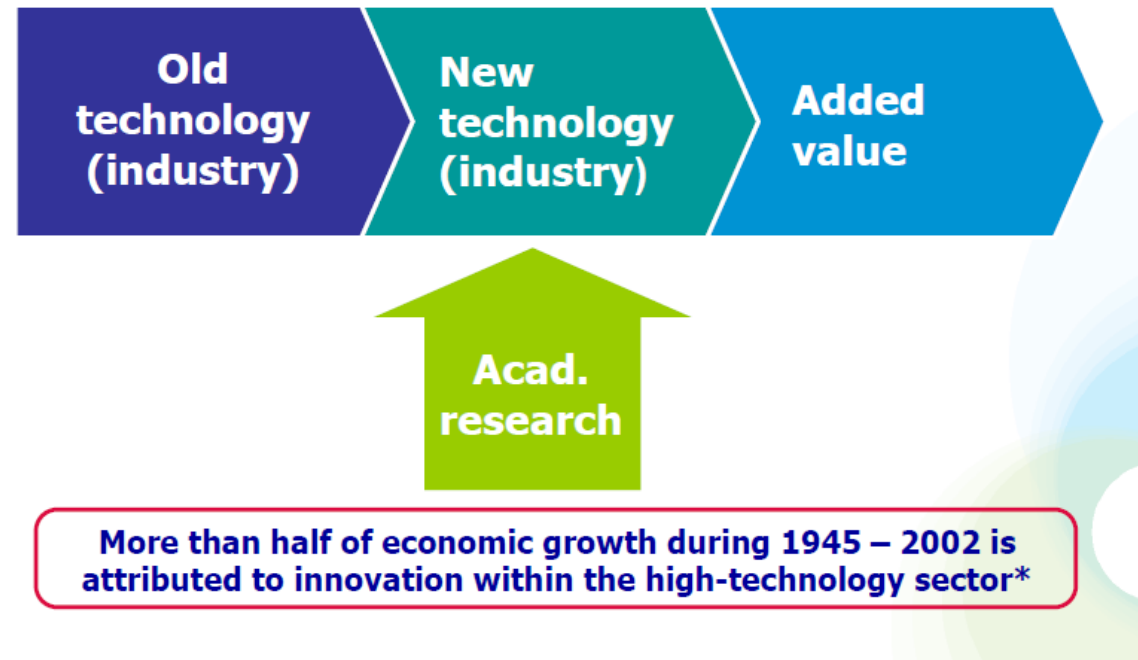 Old
technology
(industry)
New
technology
(industry)
Added
value
Acad.
research
More than half of economic growth during 1945 – 2002 is
attributed to innovation within the high-technology sector*